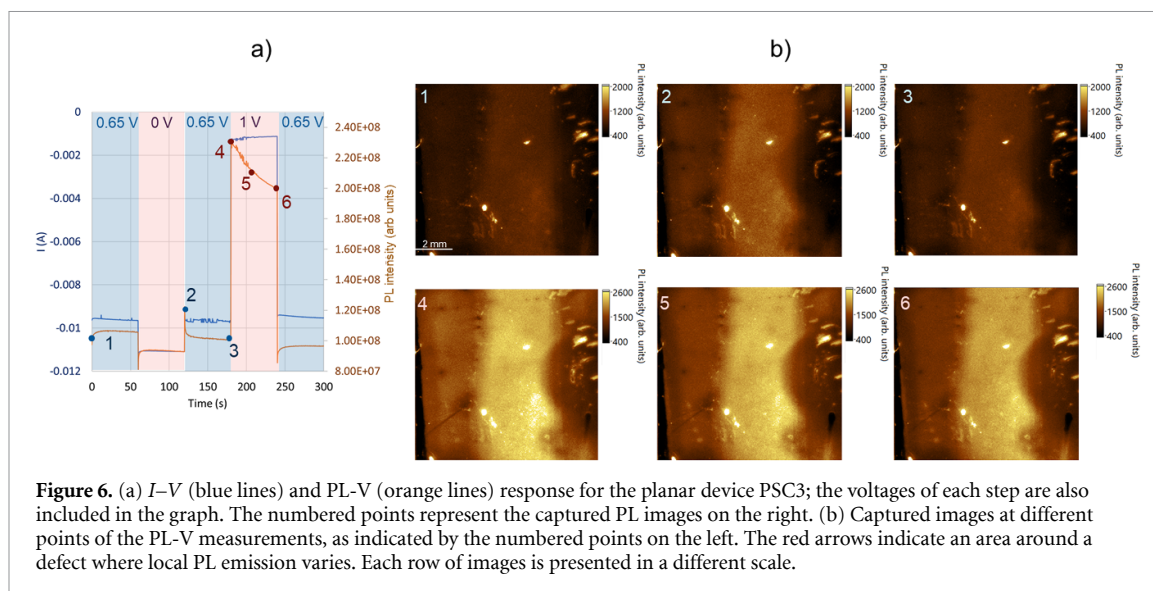 a)
b)
0
-0.002
-0.004
-0.006
-0.008
-0.01
-0.012
I (A)
0.65 V
0 V
0.65 V
1 V
0.65 V
2.40E+08
2.20E+08
2.00E+08
1.80E+08
1.60E+08
1.40E+08
1.20E+08
1.00E+08
8.00E+07
PL intensity (arb units)
4
5
6
2
1
3
0
50
100
150
200
250
300
Time (s)
1
2 mm
2000
1200
400
PL intensity (arb. units)
2
2000
1200
400
PL intensity (arb. units)
3
2000
1200
400
PL intensity (arb. units)
4
2600
1500
400
PL intensity (arb. units)
5
2600
1500
400
PL intensity (arb. units)
6
2600
1500
400
PL intensity (arb. units)
Figure 6. (a) I–V (blue lines) and PL-V (orange lines) response for the planar device PSC3; the voltages of each step are also
included in the graph. The numbered points represent the captured PL images on the right. (b) Captured images at different
points of the PL-V measurements, as indicated by the numbered points on the left. The red arrows indicate an area around a
defect where local PL emission varies. Each row of images is presented in a different scale.